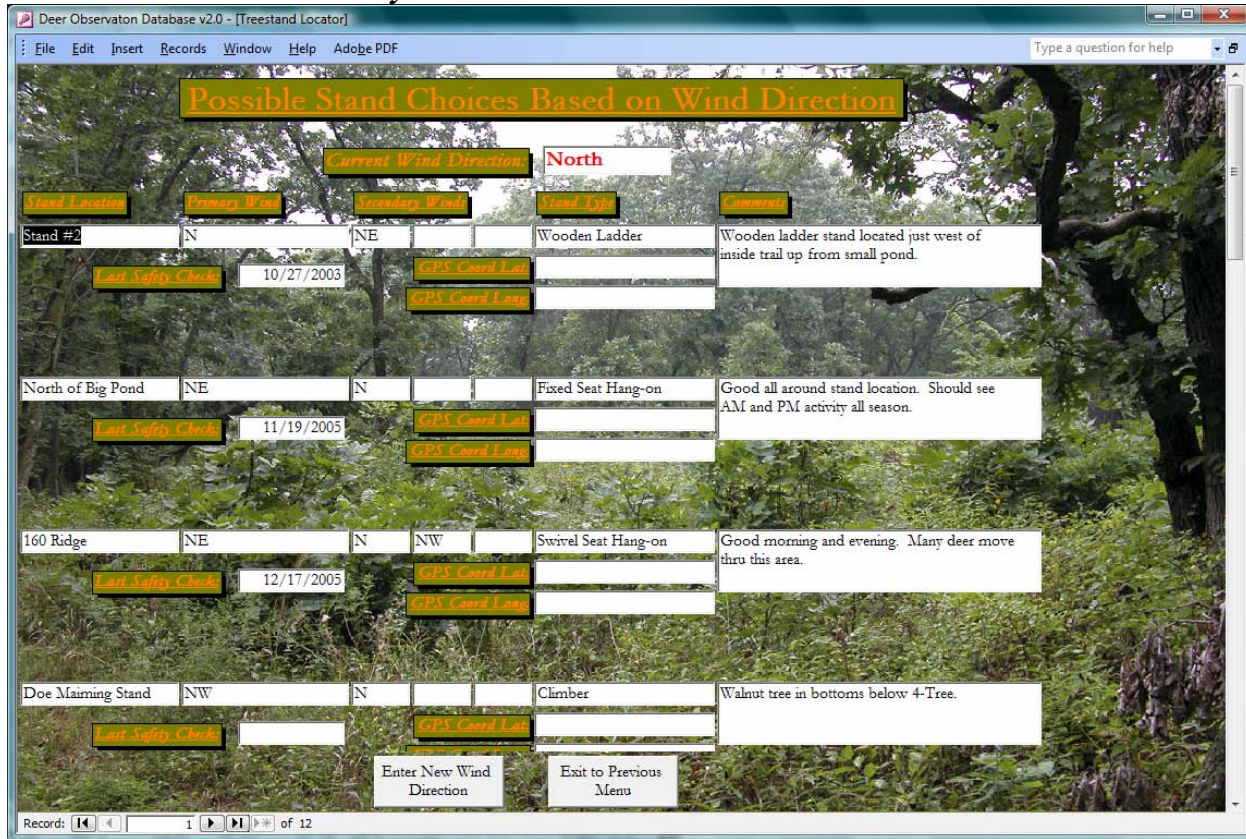 Deer Observaton Database v2.0 - [Treestand Locator]
File Edit Insert Records Window Help Adobe PDF Type a question for help
Possible Stand Choices Based on Wind Direction
Current Wind Direction: North
Stand Location Primary Wind Secondary Winds Stand Type Comments
Stand #2 N NE Wooden Ladder Wooden ladder stand located just west of
inside trail up from small pond.
Last Safety Check: 10/27/2003 GPS Coord Lat:
GPS Coord Long:
North of Big Pond NE N Fixed Seat Hang-on Good all around stand location. Should see
AM and PM activity all season.
Last Safety Check: 11/19/2005 GPS Coord Lat:
GPS Coord Long:
160 Ridge NE N NW Swivel Seat Hang-on Good morning and evening. Many deer move
thru this area.
Last Safety Check: 12/17/2005 GPS Coord Lat:
GPS Coord Long:
Doe Maiming Stand NW N Climber Walnut tree in bottoms below 4-Tree.
Last Safety Check: GPS Coord Lat:
Enter New Wind
Direction
Exit to Previous
Menu
Record: 1 of 12